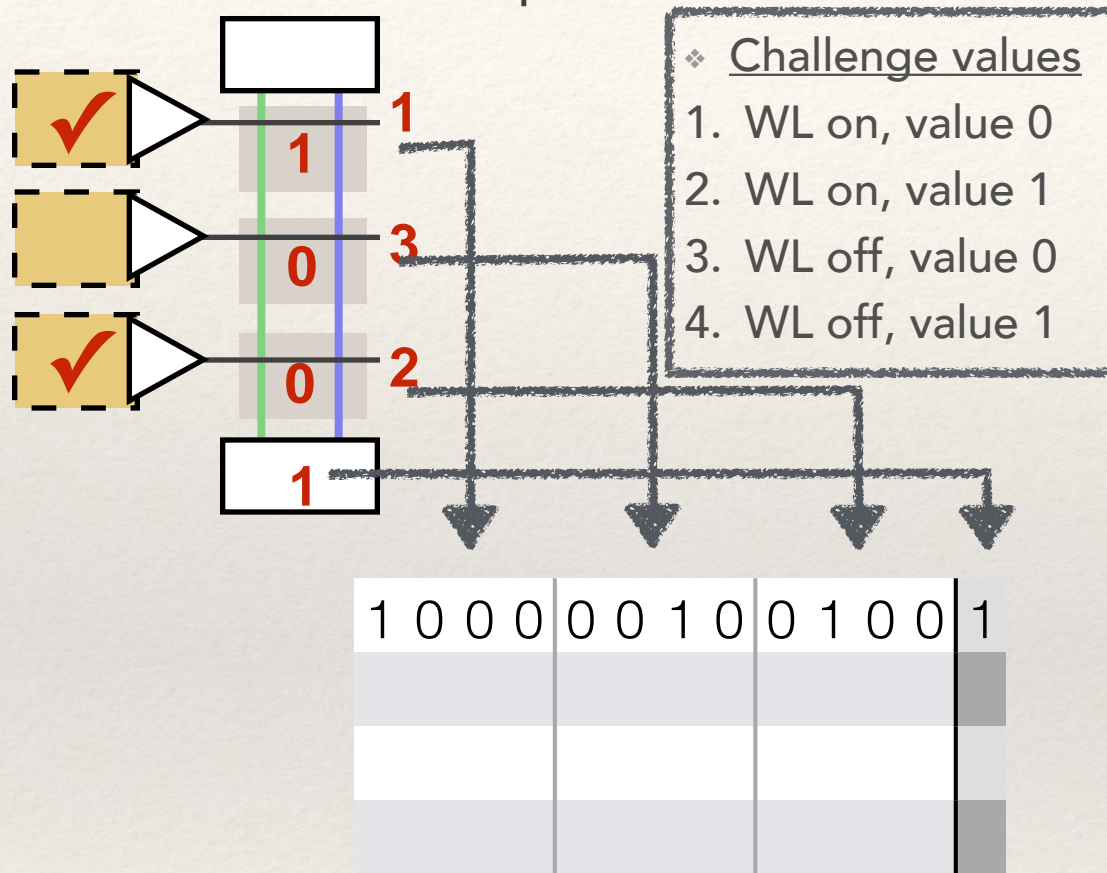 1
1
3
0
2
0
1
❖ Challenge values
1. WL on, value 0
2. WL on, value 1
3. WL off, value 0
4. WL off, value 1
1 0 0 0 0 0 1 0 0 1 0 0 1